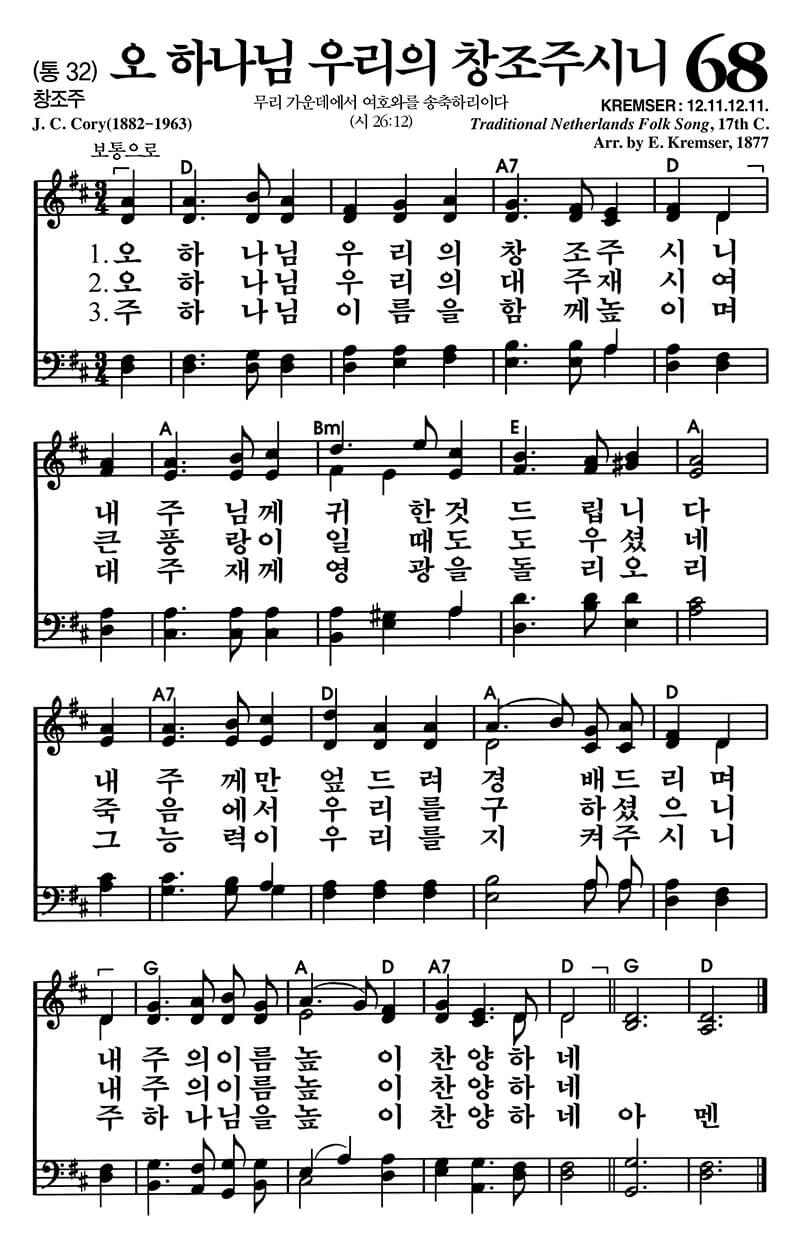 (통 32) 오 하나님 우리의 창조주시니 68
창조주
무리 가운데에서 여호와를 송축하리이다
KREMSER : 12.11.12.11.
J. C. Cory(1882-1963)
(시 26:12)
Traditional Netherlands Folk Song, 17th C.
Arr. by E. Kremser, 1877
보통으로
D A7 D
3 4
1. 오 하 나님 우 리 의 창 조주 시 니
2. 오 하 나님 우 리 의 대 주재 시 여
3. 주 하 나님 이 름 을 함 께높 이 며
3 4
A Bm E A
내 주 님께 귀 한것 드 립 니 다
큰 풍 랑이 일 때도 도 우 셨 네
대 주 재께 영 광을 돌 리 오 리
A7 D A D
내 주 께만 엎 드 려 경 배드 리 며
죽 음 에서 우 리 를 구 하셨 으 니
그 능 력이 우 리 를 지 켜주 시 니
G A D A7 D G D
내 주 의이 름 높 이 찬 양 하 네
내 주 의이 름 높 이 찬 양 하 네
주 하 나님 을 높 이 찬 양 하 네 아 멘